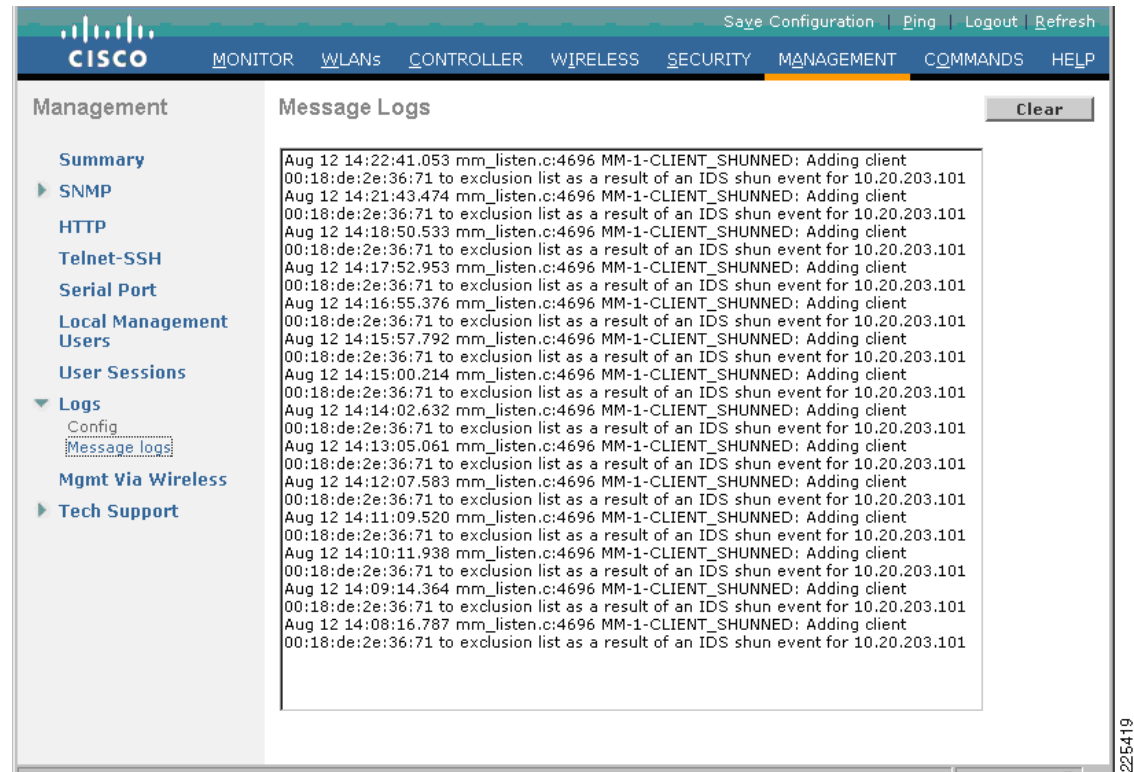 Save Configuration | Ping | Logout | Refresh
CISCO
MONITOR WLANs CONTROLLER WIRELESS SECURITY MANAGEMENT COMMANDS HELP
Management
Summary
SNMP
HTTP
Telnet-SSH
Serial Port
Local Management
Users
User Sessions
Logs
Config
Message logs
Mgmt Via Wireless
Tech Support
Message Logs
Clear
Aug 12 14:22:41.053 mm_listen.c:4696 MM-1-CLIENT_SHUNNED: Adding client
00:18:de:2e:36:71 to exclusion list as a result of an IDS shun event for 10.20.203.101
Aug 12 14:21:43.474 mm_listen.c:4696 MM-1-CLIENT_SHUNNED: Adding client
00:18:de:2e:36:71 to exclusion list as a result of an IDS shun event for 10.20.203.101
Aug 12 14:18:50.533 mm_listen.c:4696 MM-1-CLIENT_SHUNNED: Adding client
00:18:de:2e:36:71 to exclusion list as a result of an IDS shun event for 10.20.203.101
Aug 12 14:17:52.953 mm_listen.c:4696 MM-1-CLIENT_SHUNNED: Adding client
00:18:de:2e:36:71 to exclusion list as a result of an IDS shun event for 10.20.203.101
Aug 12 14:16:55.376 mm_listen.c:4696 MM-1-CLIENT_SHUNNED: Adding client
00:18:de:2e:36:71 to exclusion list as a result of an IDS shun event for 10.20.203.101
Aug 12 14:15:57.792 mm_listen.c:4696 MM-1-CLIENT_SHUNNED: Adding client
00:18:de:2e:36:71 to exclusion list as a result of an IDS shun event for 10.20.203.101
Aug 12 14:15:00.214 mm_listen.c:4696 MM-1-CLIENT_SHUNNED: Adding client
00:18:de:2e:36:71 to exclusion list as a result of an IDS shun event for 10.20.203.101
Aug 12 14:14:02.632 mm_listen.c:4696 MM-1-CLIENT_SHUNNED: Adding client
00:18:de:2e:36:71 to exclusion list as a result of an IDS shun event for 10.20.203.101
Aug 12 14:13:05.061 mm_listen.c:4696 MM-1-CLIENT_SHUNNED: Adding client
00:18:de:2e:36:71 to exclusion list as a result of an IDS shun event for 10.20.203.101
Aug 12 14:12:07.583 mm_listen.c:4696 MM-1-CLIENT_SHUNNED: Adding client
00:18:de:2e:36:71 to exclusion list as a result of an IDS shun event for 10.20.203.101
Aug 12 14:11:09.520 mm_listen.c:4696 MM-1-CLIENT_SHUNNED: Adding client
00:18:de:2e:36:71 to exclusion list as a result of an IDS shun event for 10.20.203.101
Aug 12 14:10:11.938 mm_listen.c:4696 MM-1-CLIENT_SHUNNED: Adding client
00:18:de:2e:36:71 to exclusion list as a result of an IDS shun event for 10.20.203.101
Aug 12 14:09:14.364 mm_listen.c:4696 MM-1-CLIENT_SHUNNED: Adding client
00:18:de:2e:36:71 to exclusion list as a result of an IDS shun event for 10.20.203.101
Aug 12 14:08:16.787 mm_listen.c:4696 MM-1-CLIENT_SHUNNED: Adding client
00:18:de:2e:36:71 to exclusion list as a result of an IDS shun event for 10.20.203.101
225419